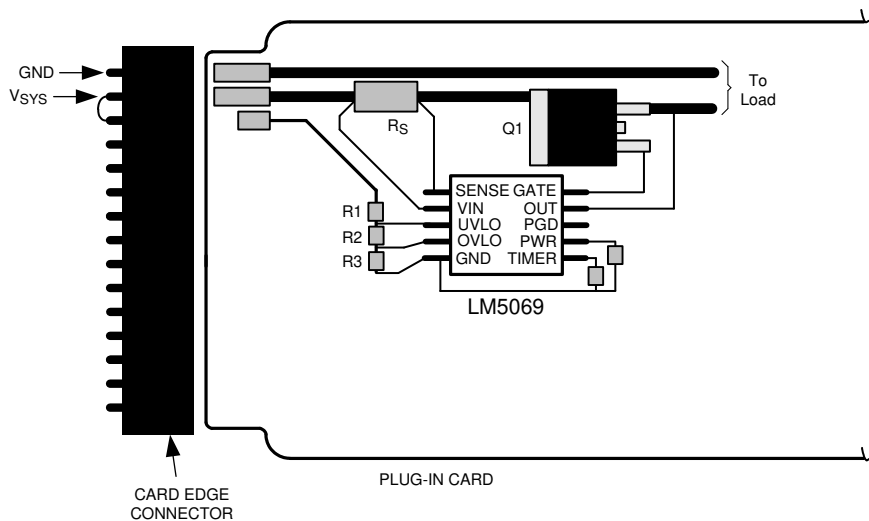 GND
VSYS
To
Load
RS
Q1
SENSE GATE
VIN OUT
UVLO PGD
OVLO PWR
GND TIMER
R1
R2
R3
LM5069
PLUG-IN CARD
CARD EDGE
CONNECTOR